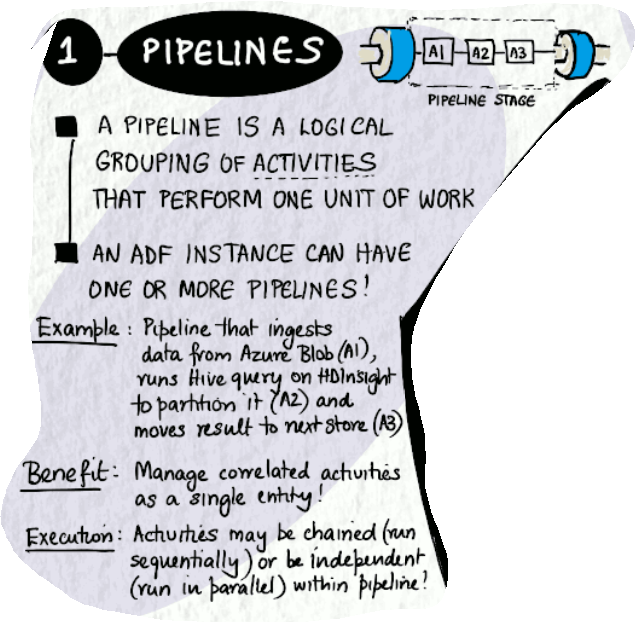 1 PIPELINES
A1 A2 A3
PIPELINE STAGE
A PIPELINE IS A LOGICAL
GROUPING OF ACTIVITIES
THAT PERFORM ONE UNIT OF WORK
AN ADF INSTANCE CAN HAVE
ONE OR MORE PIPELINES!
Example: Pipeline that ingests
data from Azure Blob (A1),
runs Hive query on HDInsight
to partition it (A2) and
moves result to next store (A3)
Benefit: Manage correlated activities
as a single entity!
Execution: Activities may be chained (run
sequentially) or be independent
(run in parallel) within pipeline!